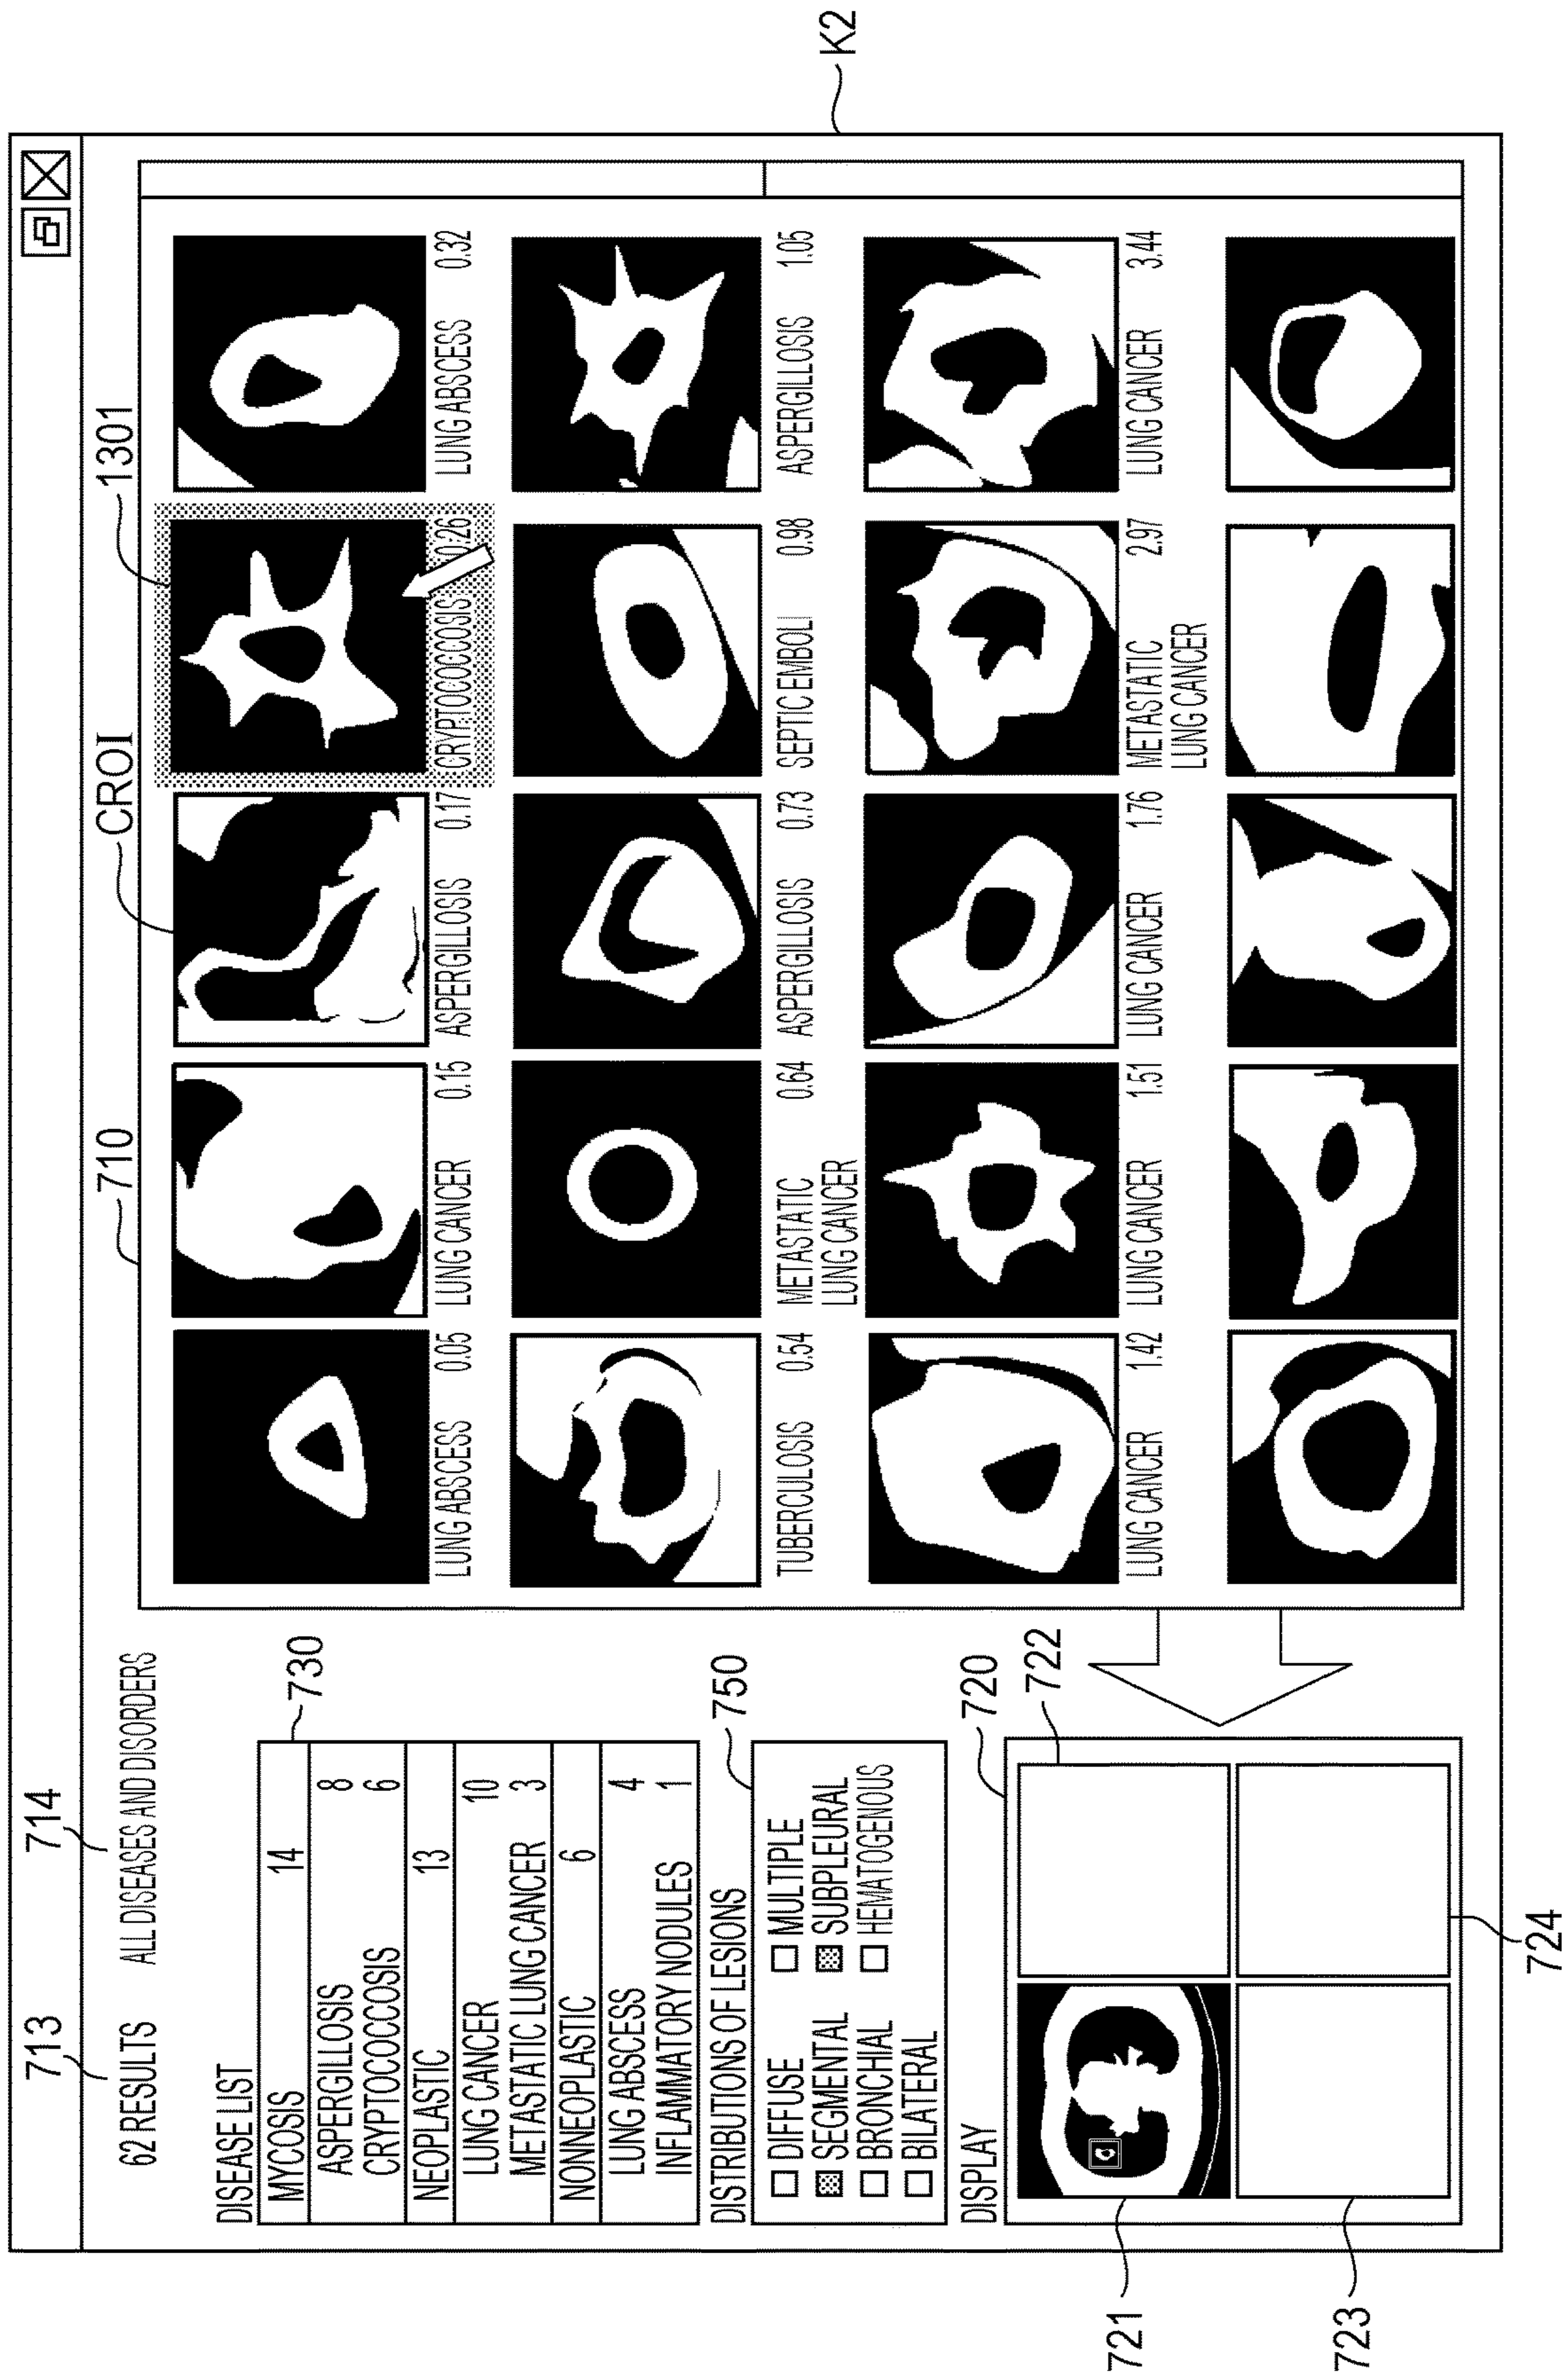 713
714
62 RESULTS
ALL DISEASES AND DISORDERS
DISEASE LIST
730
MYCOSIS 14
ASPERGILLOSIS 8
CRYPTOCOCCOSIS 6
NEOPLASTIC 13
LUNG CANCER 10
METASTATIC LUNG CANCER 3
NONNEOPLASTIC 6
LUNG ABSCESS 4
INFLAMMATORY NODULES 1
DISTRIBUTIONS OF LESIONS
750
DIFFUSE
MULTIPLE
SEGMENTAL
SUBPLEURAL
BRONCHIAL
HEMATOGENOUS
BILATERAL
DISPLAY
720
722
721
723
724
710
CROI
1301
LUNG ABSCESS 0.05
LUNG CANCER 0.15
ASPERGILLOSIS 0.17
CRYPTOCOCCOSIS 0.26
LUNG ABSCESS 0.32
TUBERCULOSIS 0.54
METASTATIC 0.64
LUNG CANCER
ASPERGILLOSIS 0.73
SEPTIC EMBOLI 0.98
ASPERGILLOSIS 1.05
LUNG CANCER 1.42
LUNG CANCER 1.51
LUNG CANCER 1.76
METASTATIC 2.97
LUNG CANCER
LUNG CANCER 3.44
K2